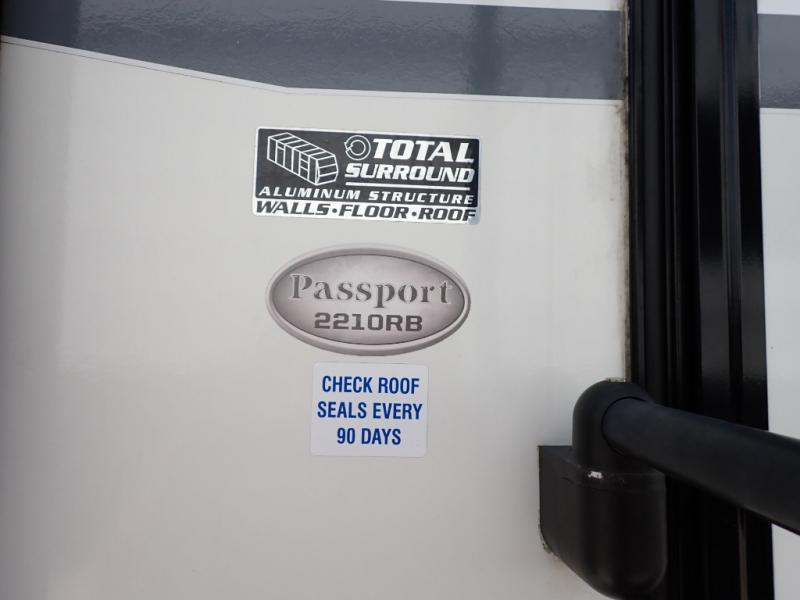 TOTAL
SURROUND
ALUMINUM STRUCTURE
WALLS•FLOOR•ROOF
Passport
2210RB
CHECK ROOF
SEALS EVERY
90 DAYS